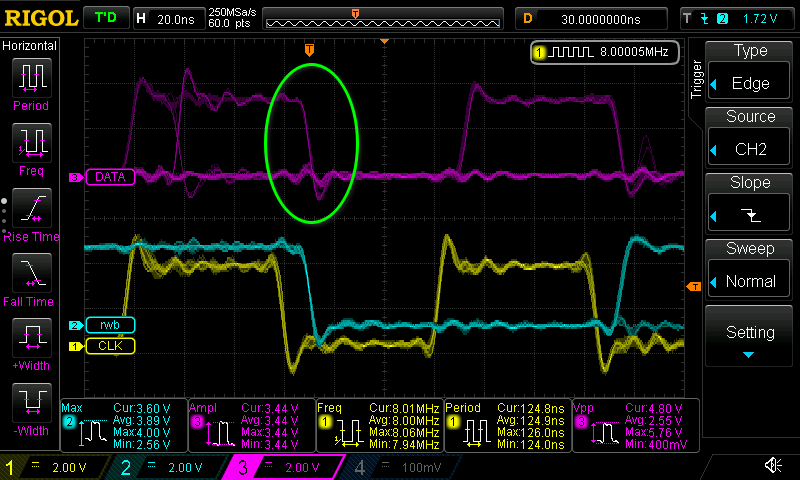 RIGOL T'D H 20.0ns 250MSa/s 60.0 pts T D 30.0000000ns T 2 1.72 V
Horizontal
Period
Freq
Rise Time
Fall Time
+Width
-Width
T
1 8.00005MHz
3 DATA
2 rwb
1 CLK
T
Trigger
Type
Edge
Source
CH2
Slope
Sweep
Normal
Setting
Max
2
Cur:3.60 V
Avg:3.89 V
Max:4.00 V
Min:2.56 V
Ampl
3
Cur:3.44 V
Avg:3.44 V
Max:3.44 V
Min:3.44 V
Freq
1
Cur:8.01MHz
Avg:8.00MHz
Max:8.06MHz
Min:7.94MHz
Period
1
Cur:124.8ns
Avg:124.9ns
Max:126.0ns
Min:124.0ns
Vpp
3
Cur:4.80 V
Avg:2.55 V
Max:5.76 V
Min:400mV
1 2.00 V 2 2.00 V 3 2.00 V 4 100mV